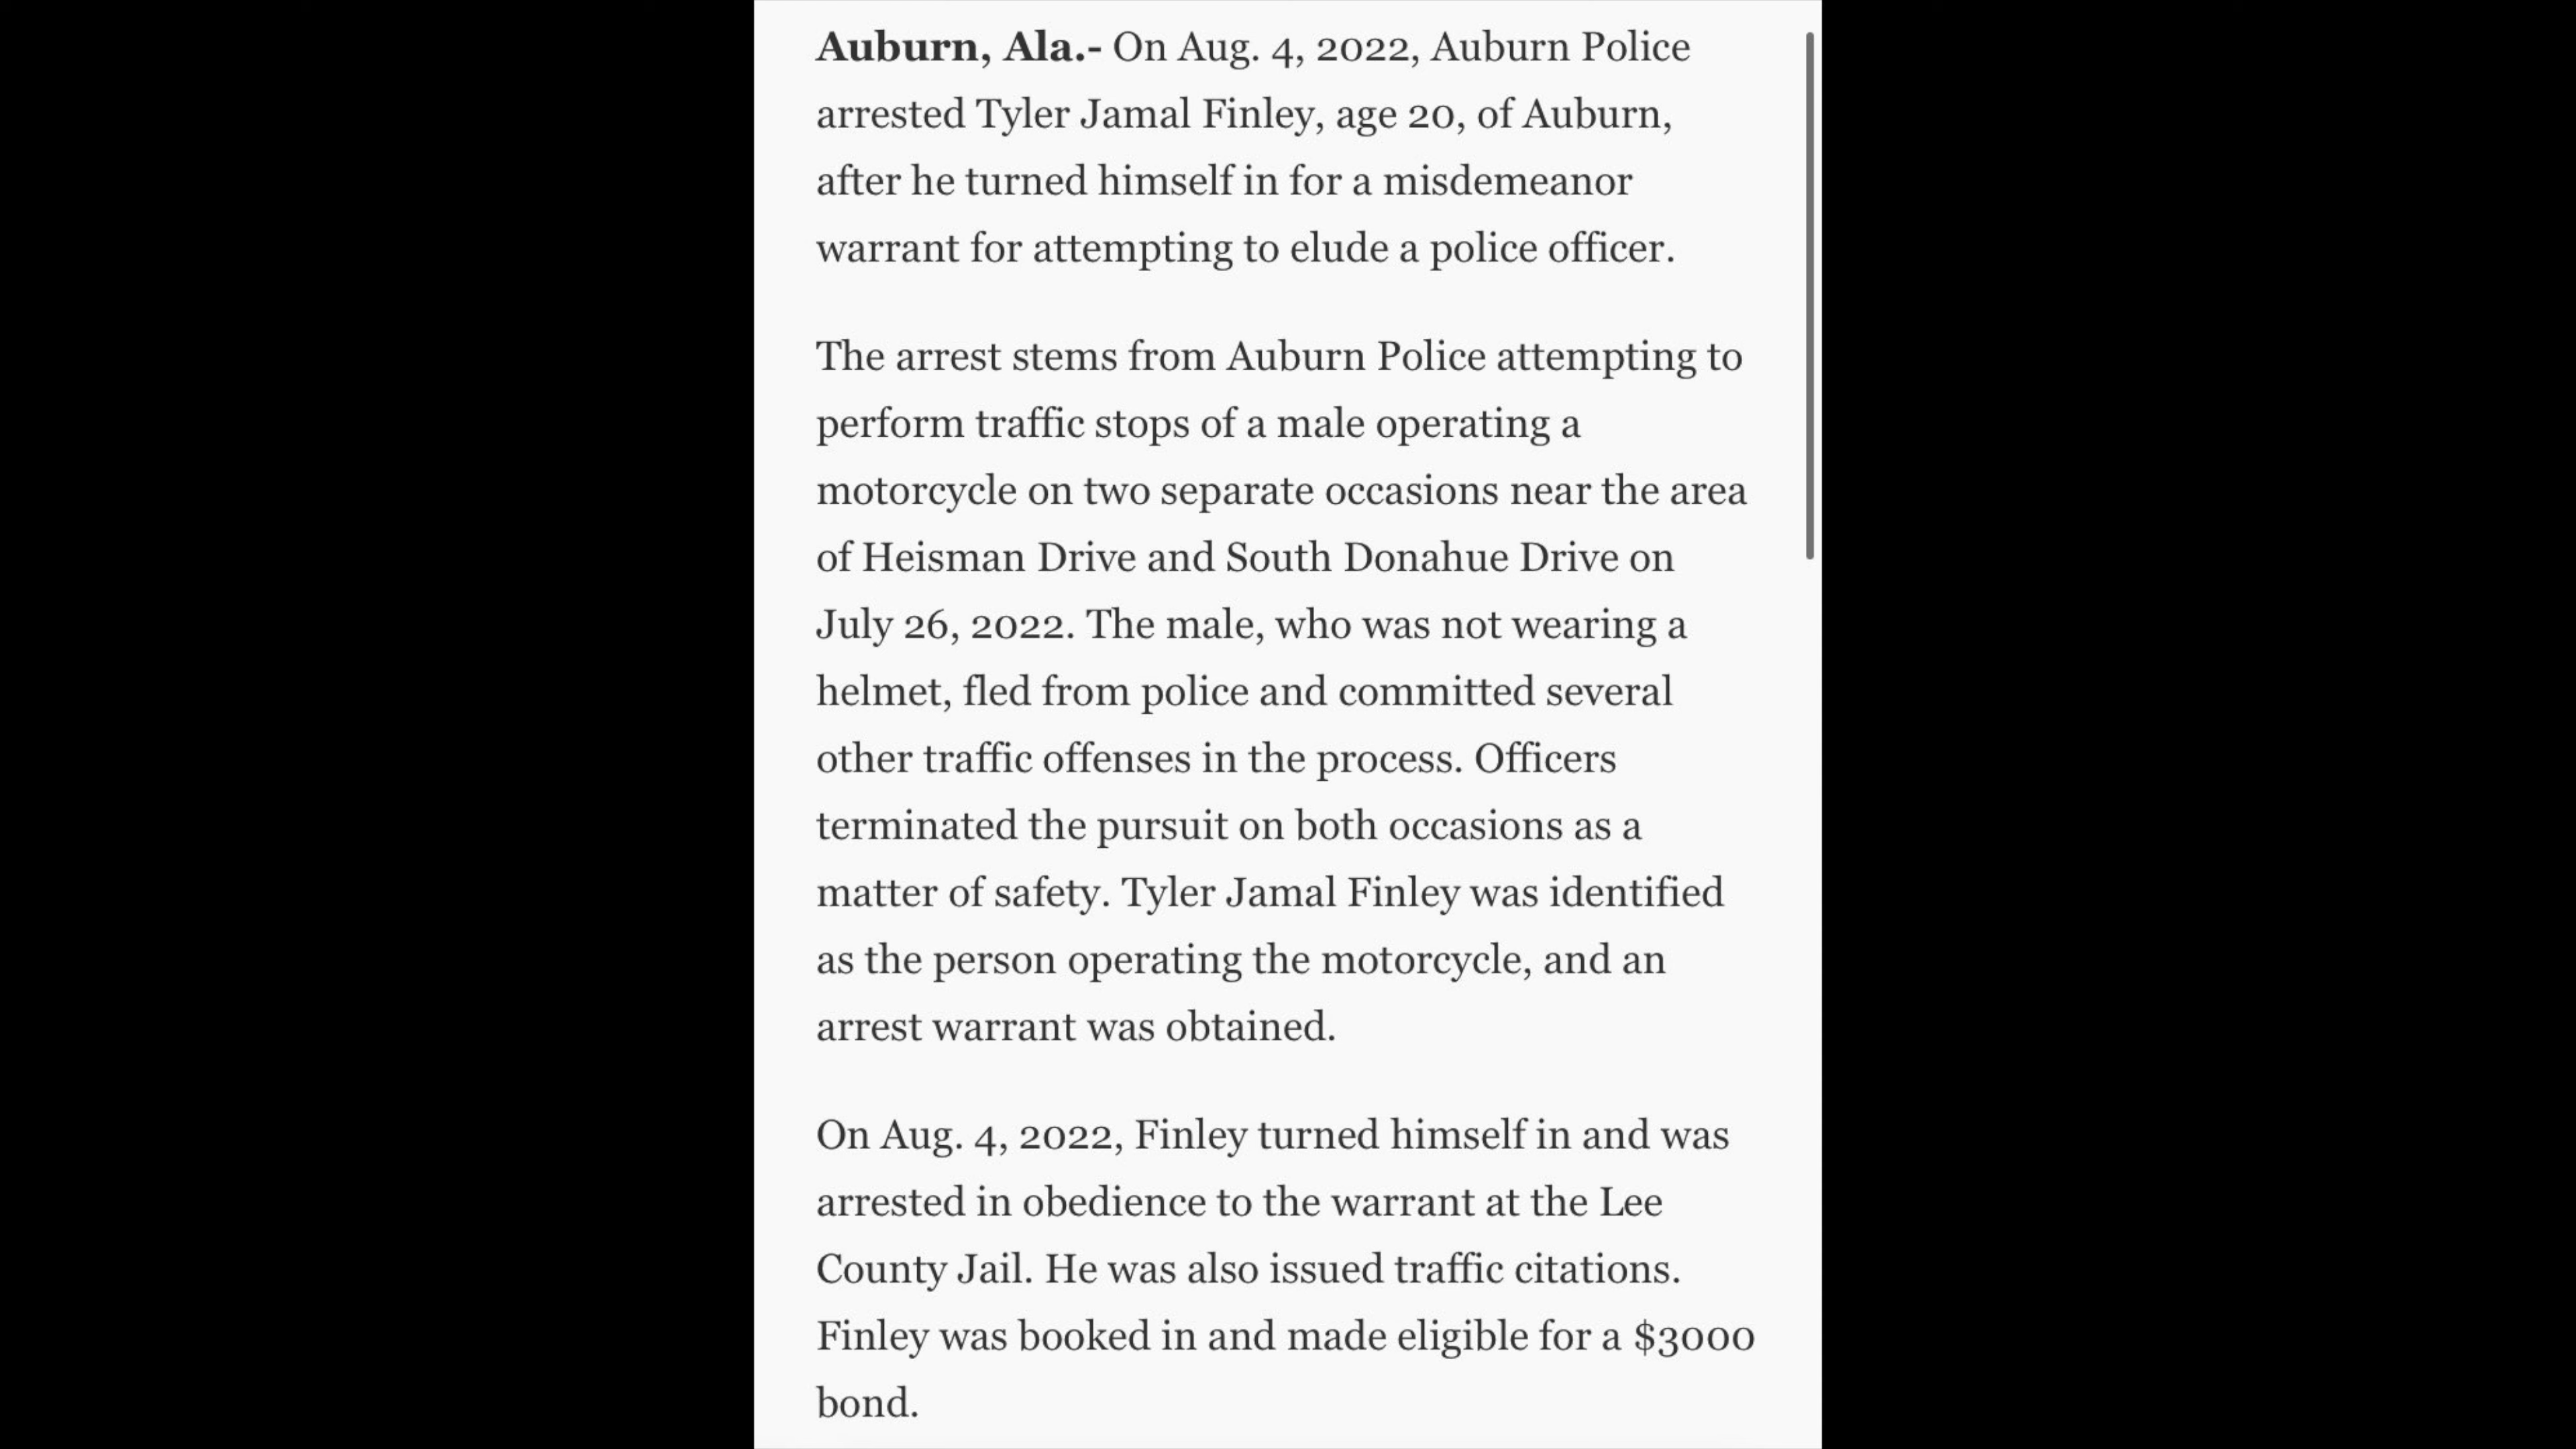 Auburn, Ala.- On Aug. 4, 2022, Auburn Police
arrested Tyler Jamal Finley, age 20, of Auburn,
after he turned himself in for a misdemeanor
warrant for attempting to elude a police officer.
The arrest stems from Auburn Police attempting to
perform traffic stops of a male operating a
motorcycle on two separate occasions near the area
of Heisman Drive and South Donahue Drive on
July 26, 2022. The male, who was not wearing a
helmet, fled from police and committed several
other traffic offenses in the process. Officers
terminated the pursuit on both occasions as a
matter of safety. Tyler Jamal Finley was identified
as the person operating the motorcycle, and an
arrest warrant was obtained.
On Aug. 4, 2022, Finley turned himself in and was
arrested in obedience to the warrant at the Lee
County Jail. He was also issued traffic citations.
Finley was booked in and made eligible for a $3000
bond.